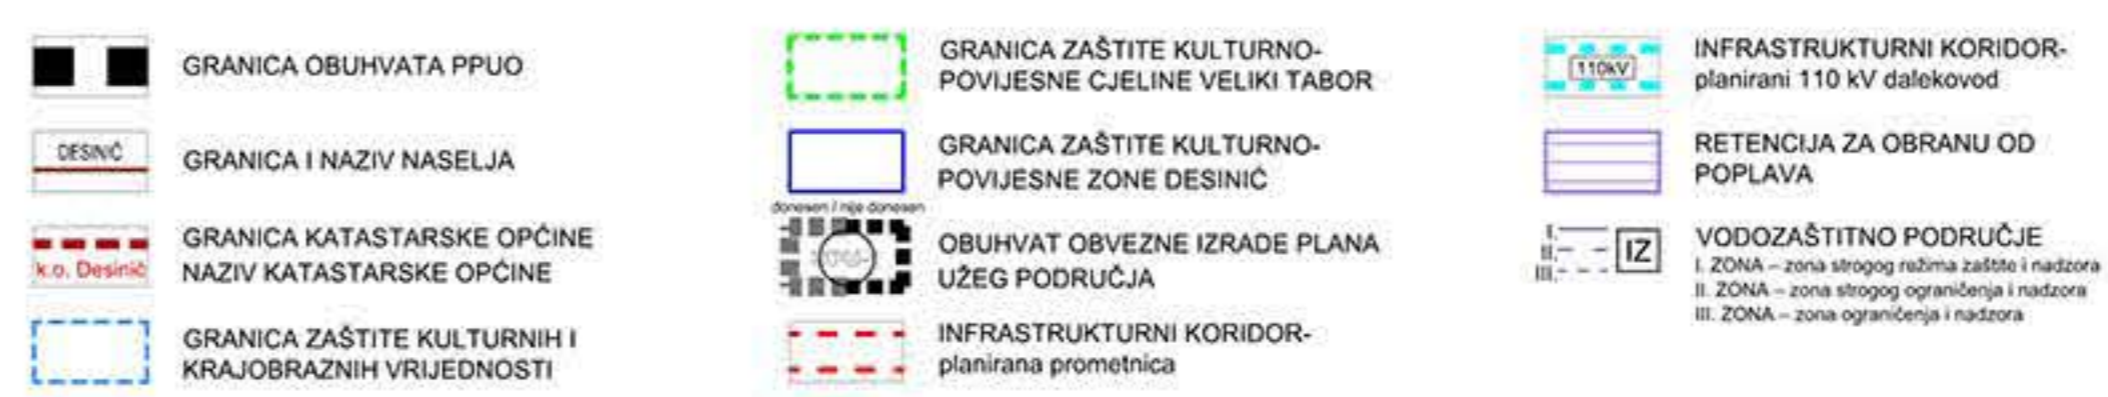 GRANICA OBUHVATA PPUO
DESINIĆ
GRANICA I NAZIV NASELJA
GRANICA KATASTARSKE OPĆINE
k.o. Desinić
NAZIV KATASTARSKE OPĆINE
GRANICA ZAŠTITE KULTURNIH I
KRAJOBRAZNIH VRIJEDNOSTI
GRANICA ZAŠTITE KULTURNO-
POVIJESNE CJELINE VELIKI TABOR
GRANICA ZAŠTITE KULTURNO-
POVIJESNE ZONE DESINIĆ
donesen / nije donesen
OBUHVAT OBVEZNE IZRADE PLANA
UŽEG PODRUČJA
INFRASTRUKTURNI KORIDOR-
planirana prometnica
INFRASTRUKTURNI KORIDOR-
110kV
planirani 110 kV dalekovod
RETENCIJA ZA OBRANU OD
POPLAVA
I.
II.
III.
IZ
VODOZAŠTITNO PODRUČJE
I. ZONA – zona strogog režima zaštite i nadzora
II. ZONA – zona strogog ograničenja i nadzora
III. ZONA – zona ograničenja i nadzora